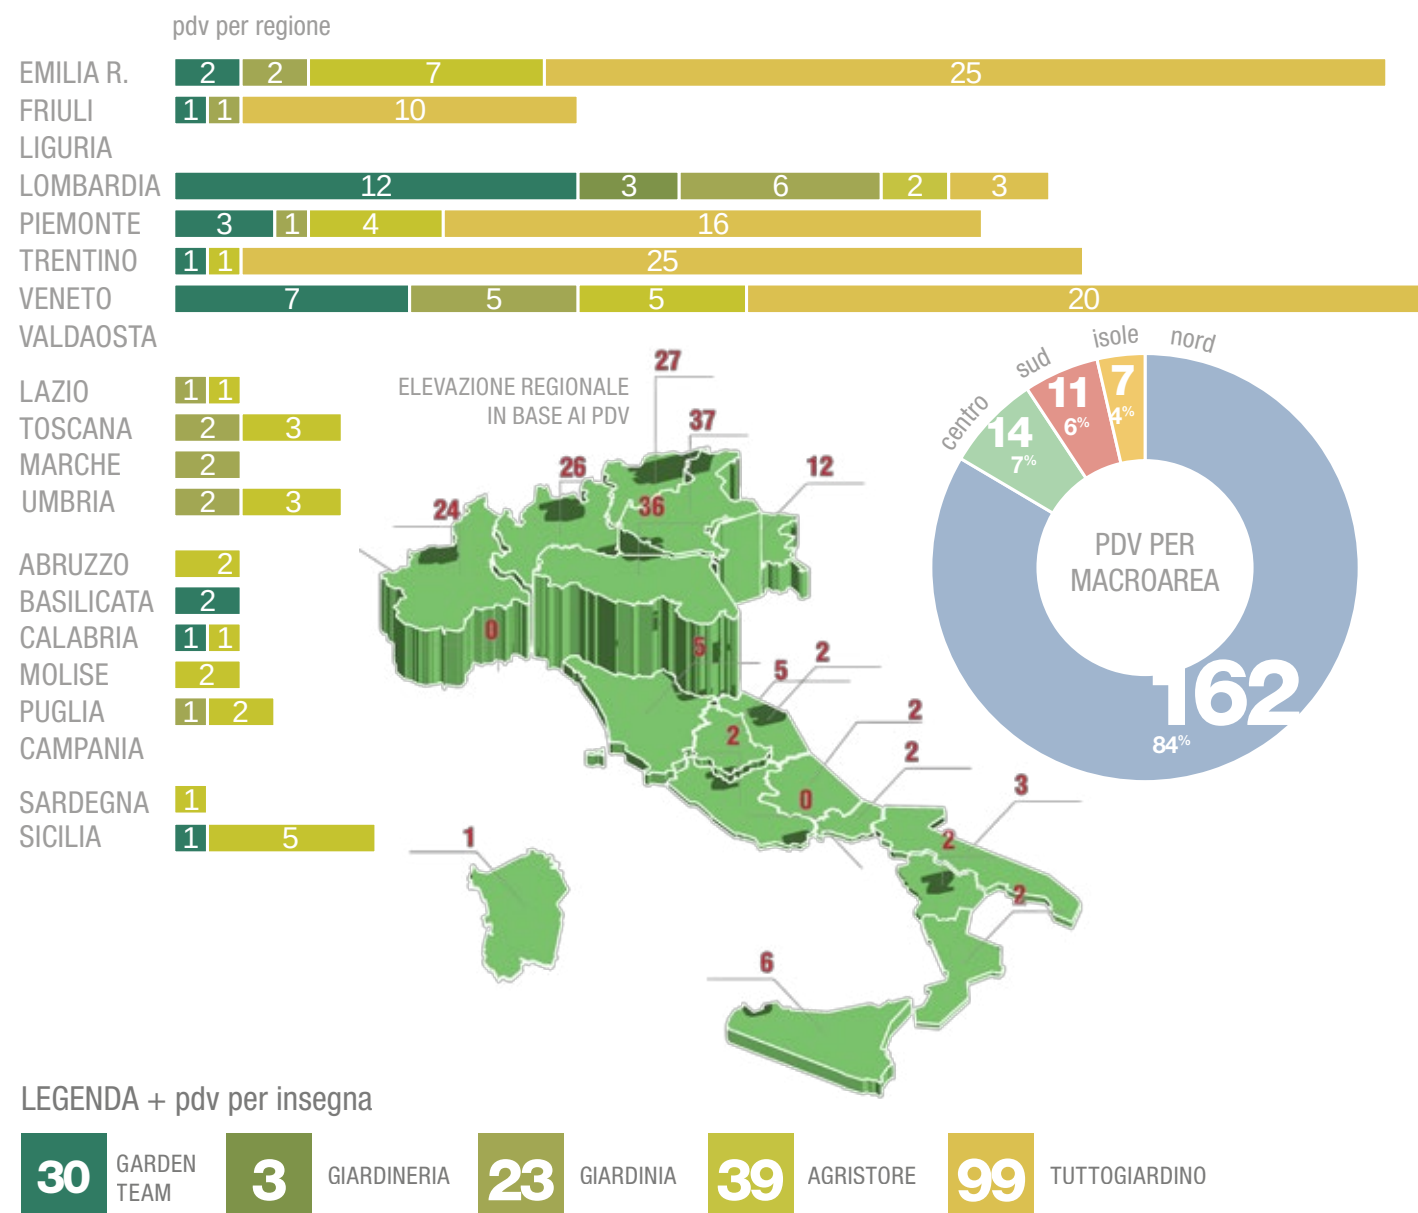 pdv per regione
EMILIA R. 2 2 7 25
FRIULI 1 1 10
LIGURIA
LOMBARDIA 12 3 6 2 3
PIEMONTE 3 1 4 16
TRENTINO 1 1 25
VENETO 7 5 5 20
VALDAOSTA
LAZIO 1 1
TOSCANA 2 3
MARCHE 2
UMBRIA 2 3
ABRUZZO 2
BASILICATA 2
CALABRIA 1 1
MOLISE 2
PUGLIA 1 2
CAMPANIA
SARDEGNA 1
SICILIA 1 5
ELEVAZIONE REGIONALE
IN BASE AI PDV
27
37
26
12
24
36
0
5
2
5
2
2
2
0
3
2
2
1
6
centro
sud
isole
nord
14
7%
11
6%
7
4%
162
84%
PDV PER
MACROAREA
LEGENDA + pdv per insegna
30 GARDEN
TEAM
3 GIARDINERIA
23 GIARDINIA
39 AGRISTORE
99 TUTTOGIARDINO